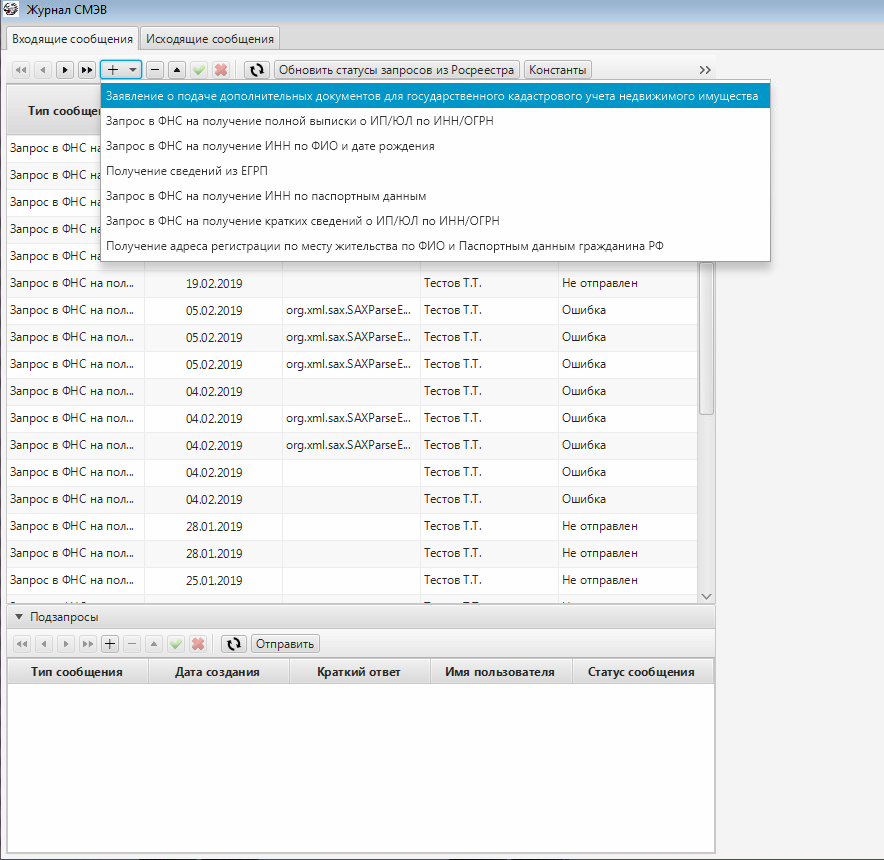 Журнал СМЭВ
Входящие сообщения Исходящие сообщения
Обновить статусы запросов из Росреестра Константы
Заявление о подаче дополнительных документов для государственного кадастрового учета недвижимого имущества
Тип сообще
Запрос в ФНС на получение полной выписки о ИП/ЮЛ по ИНН/ОГРН
Запрос в ФНС на
Запрос в ФНС на получение ИНН по ФИО и дате рождения
Запрос в ФНС на
Получение сведений из ЕГРП
Запрос в ФНС на
Запрос в ФНС на получение ИНН по паспортным данным
Запрос в ФНС на
Запрос в ФНС на получение кратких сведений о ИП/ЮЛ по ИНН/ОГРН
Запрос в ФНС на
Получение адреса регистрации по месту жительства по ФИО и Паспортным данным гражданина РФ
Запрос в ФНС на пол... 19.02.2019 Тестов Т.Т. Не отправлен
Запрос в ФНС на пол... 05.02.2019 org.xml.sax.SAXParseE... Тестов Т.Т. Ошибка
Запрос в ФНС на пол... 05.02.2019 org.xml.sax.SAXParseE... Тестов Т.Т. Ошибка
Запрос в ФНС на пол... 05.02.2019 org.xml.sax.SAXParseE... Тестов Т.Т. Ошибка
Запрос в ФНС на пол... 04.02.2019 Тестов Т.Т. Ошибка
Запрос в ФНС на пол... 04.02.2019 org.xml.sax.SAXParseE... Тестов Т.Т. Ошибка
Запрос в ФНС на пол... 04.02.2019 org.xml.sax.SAXParseE... Тестов Т.Т. Ошибка
Запрос в ФНС на пол... 04.02.2019 Тестов Т.Т. Ошибка
Запрос в ФНС на пол... 04.02.2019 Тестов Т.Т. Ошибка
Запрос в ФНС на пол... 28.01.2019 Тестов Т.Т. Не отправлен
Запрос в ФНС на пол... 28.01.2019 Тестов Т.Т. Не отправлен
Запрос в ФНС на пол... 25.01.2019 Тестов Т.Т. Не отправлен
Подзапросы
Отправить
Тип сообщения Дата создания Краткий ответ Имя пользователя Статус сообщения